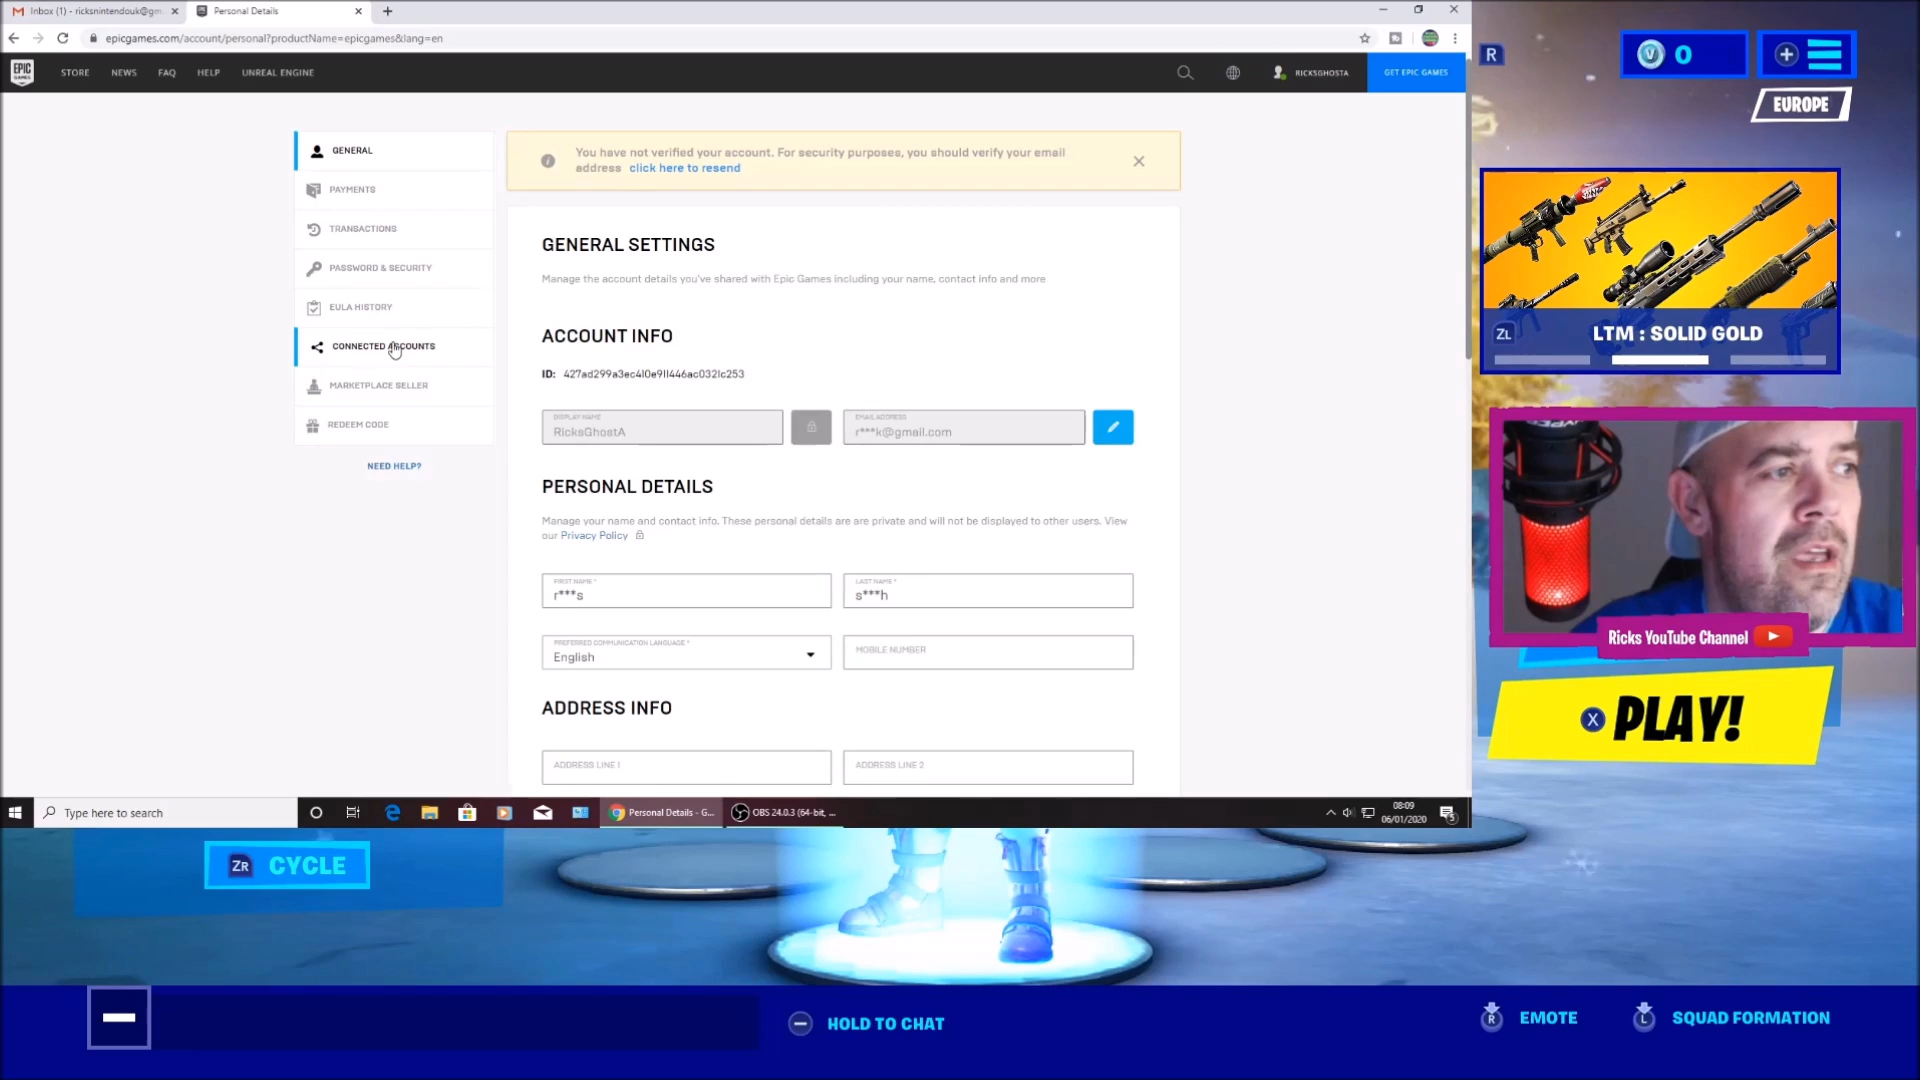 Inbox (1) - ricksnintendouk@gm
Personal Details
epicgames.com/account/personal?productName=epicgames&lang=en
EPIC GAMES
STORE NEWS FAQ HELP UNREAL ENGINE
RICKSGHOSTA
GET EPIC GAMES
GENERAL
PAYMENTS
TRANSACTIONS
PASSWORD & SECURITY
EULA HISTORY
CONNECTED ACCOUNTS
MARKETPLACE SELLER
REDEEM CODE
NEED HELP?
You have not verified your account. For security purposes, you should verify your email
address click here to resend
GENERAL SETTINGS
Manage the account details you've shared with Epic Games including your name, contact info and more
ACCOUNT INFO
ID: 427ad299a3ec410e911446ac0321c253
DISPLAY NAME
RicksGhostA
EMAIL ADDRESS
r***k@gmail.com
PERSONAL DETAILS
Manage your name and contact info. These personal details are are private and will not be displayed to other users. View
our Privacy Policy
FIRST NAME *
r***s
LAST NAME *
s***h
PREFERRED COMMUNICATION LANGUAGE *
English
MOBILE NUMBER
ADDRESS INFO
ADDRESS LINE 1
ADDRESS LINE 2
Type here to search
Personal Details - G...
OBS 24.0.3 (64-bit, ...
08:09
06/01/2020
5
R
V 0
EUROPE
ZL
LTM : SOLID GOLD
Ricks YouTube Channel
X PLAY!
ZR CYCLE
HOLD TO CHAT
R EMOTE
L SQUAD FORMATION